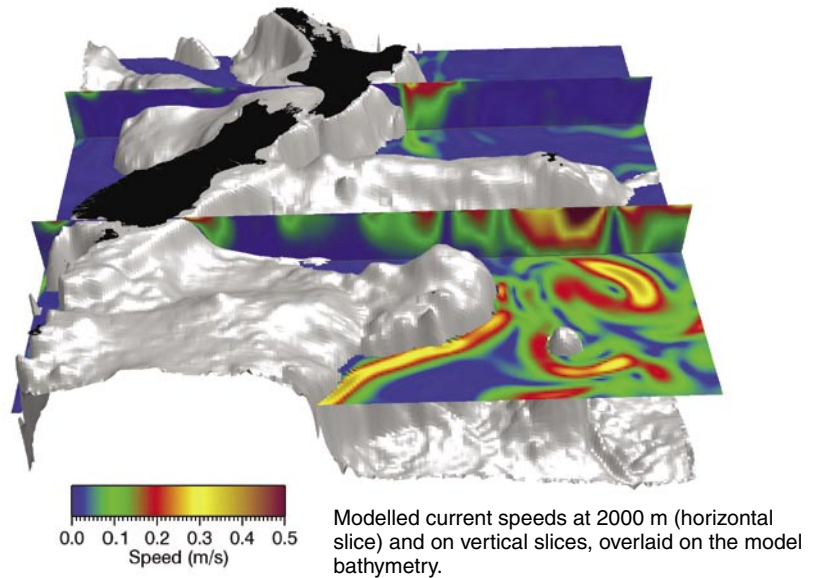 0.0 0.1 0.2 0.3 0.4 0.5
Speed (m/s)
Modelled current speeds at 2000 m (horizontal
slice) and on vertical slices, overlaid on the model
bathymetry.